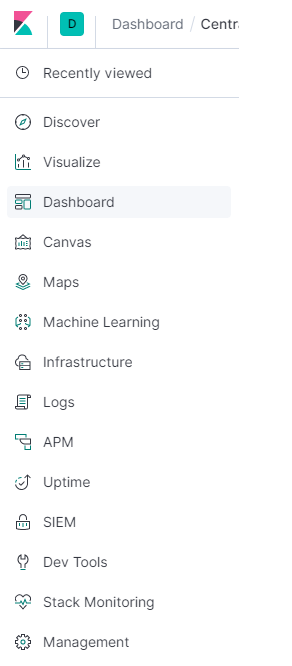 D Dashboard / Centra
Recently viewed
Discover
Visualize
Dashboard
Canvas
Maps
Machine Learning
Infrastructure
Logs
APM
Uptime
SIEM
Dev Tools
Stack Monitoring
Management